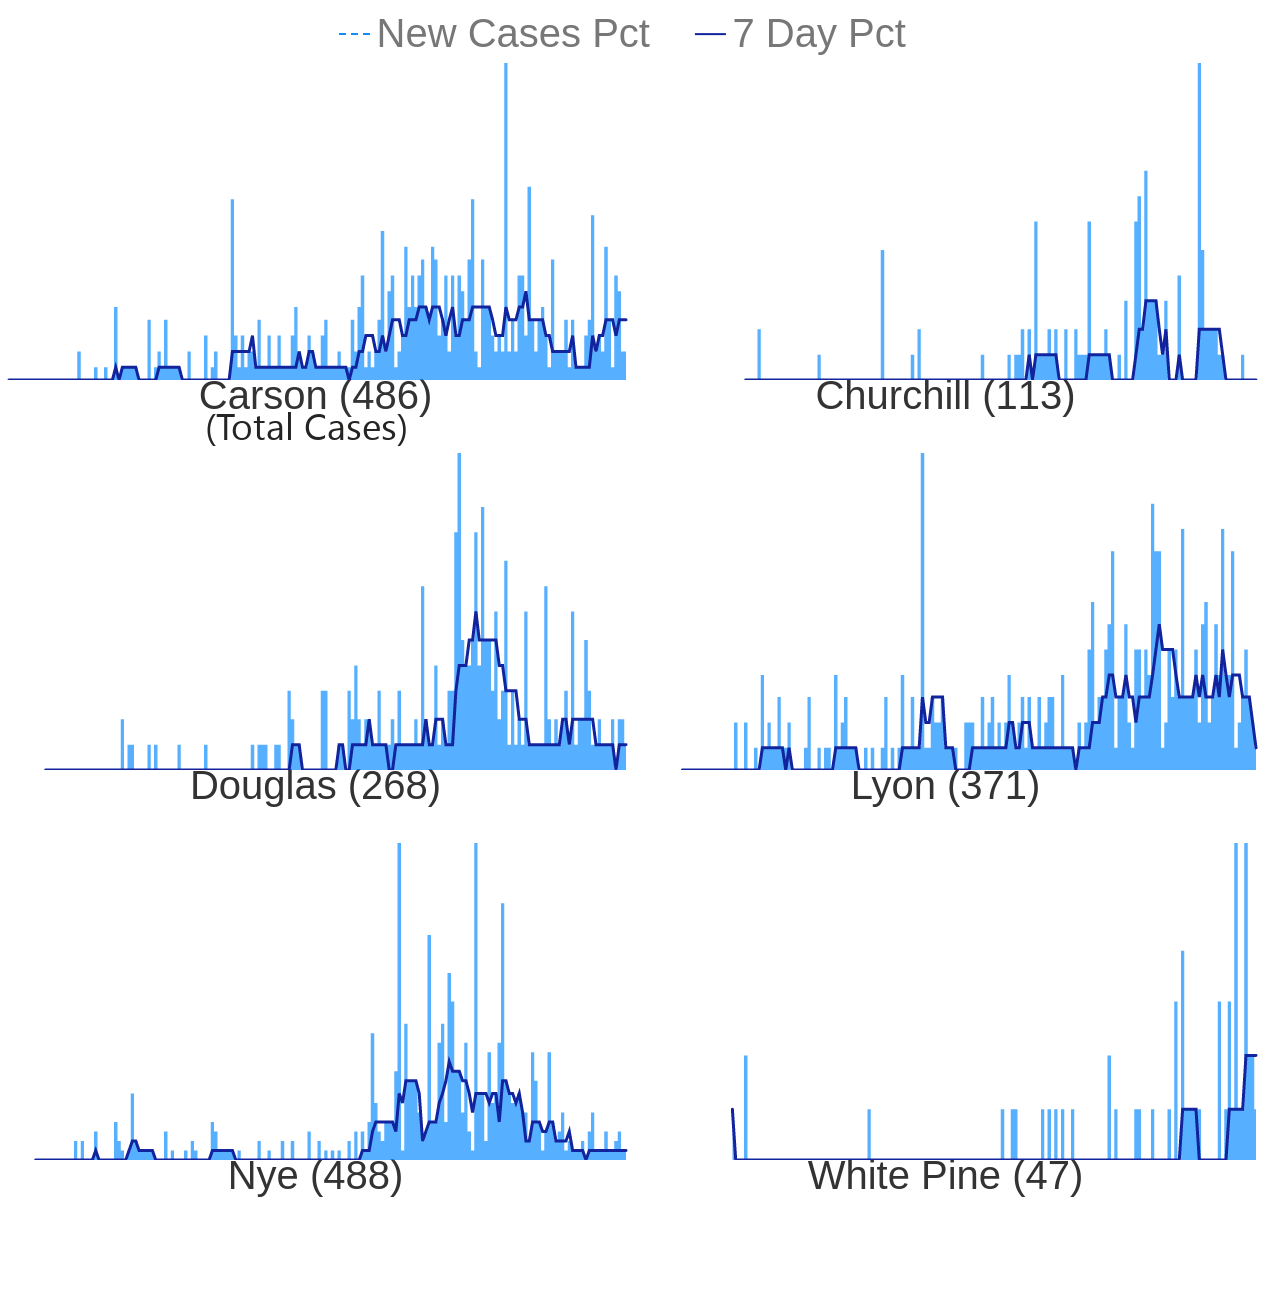 New Cases Pct 7 Day Pct
Carson (486) Churchill (113)
(Total Cases)
Douglas (268) Lyon (371)
Nye (488) White Pine (47)